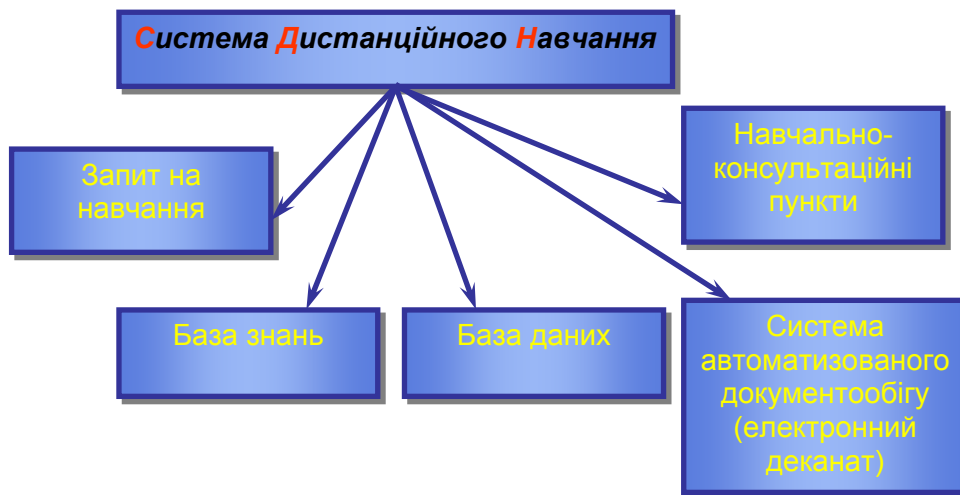 Система Дистанційного Навчання
Запит на
навчання
Навчально-
консультаційні
пункти
База знань
База даних
Система
автоматизованого
документообігу
(електронний
деканат)